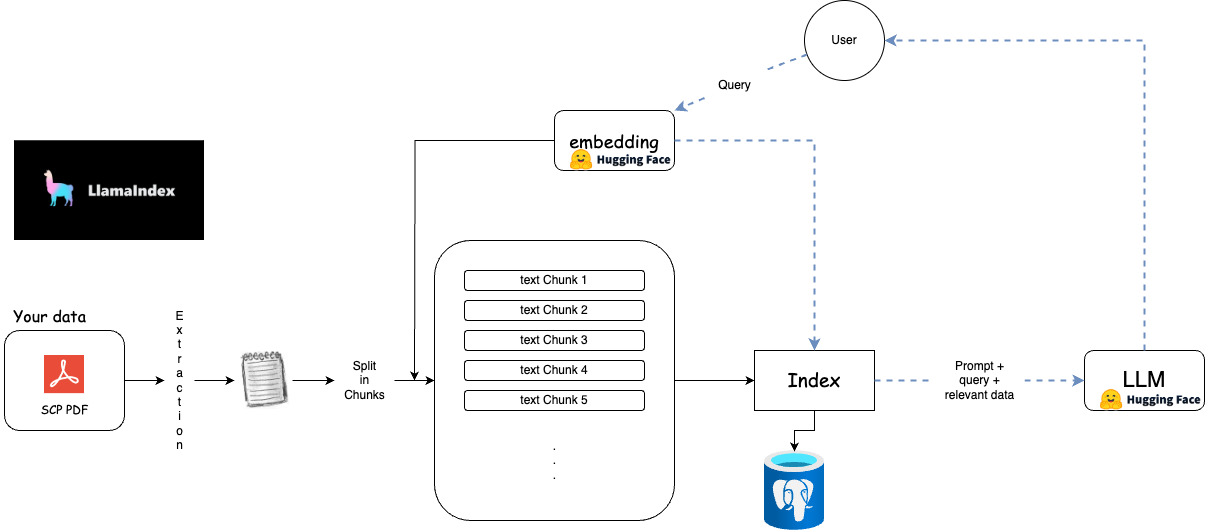 User
Query
embedding
Hugging Face
LlamaIndex
Your data
SCP PDF
Extraction
Split
in
Chunks
text Chunk 1
text Chunk 2
text Chunk 3
text Chunk 4
text Chunk 5
.
.
.
Index
Prompt +
query +
relevant data
LLM
Hugging Face